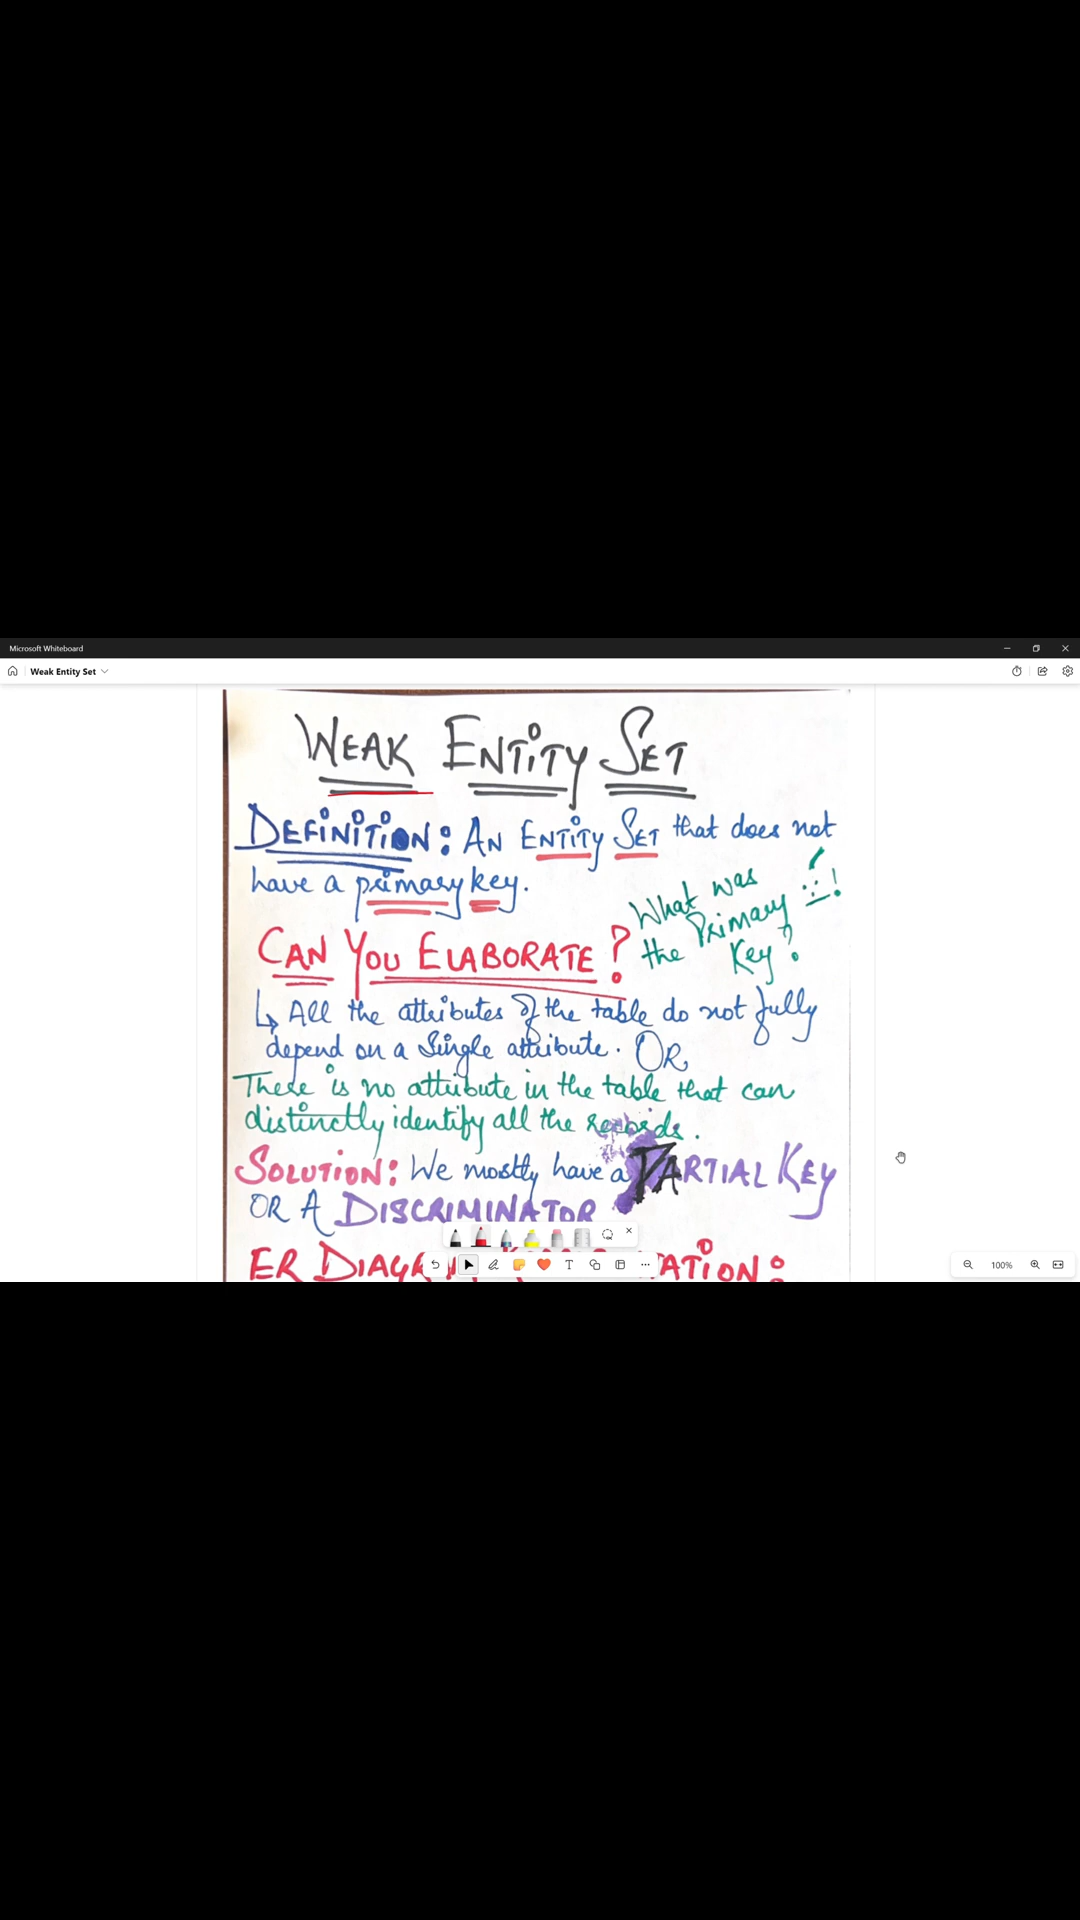 Microsoft Whiteboard
Weak Entity Set
WEAK ENTITY SET
DEFINITION: AN ENTITY SET that does not
have a primary key.
What was
the Primary
Key?
CAN YOU ELABORATE?
↳ All the attributes of the table do not fully
depend on a Single attribute. OR
There is no attribute in the table that can
distinctly identify all the records.
SOLUTION: We mostly have a PARTIAL KEY
OR A DISCRIMINATOR
ER
ATION:
100%